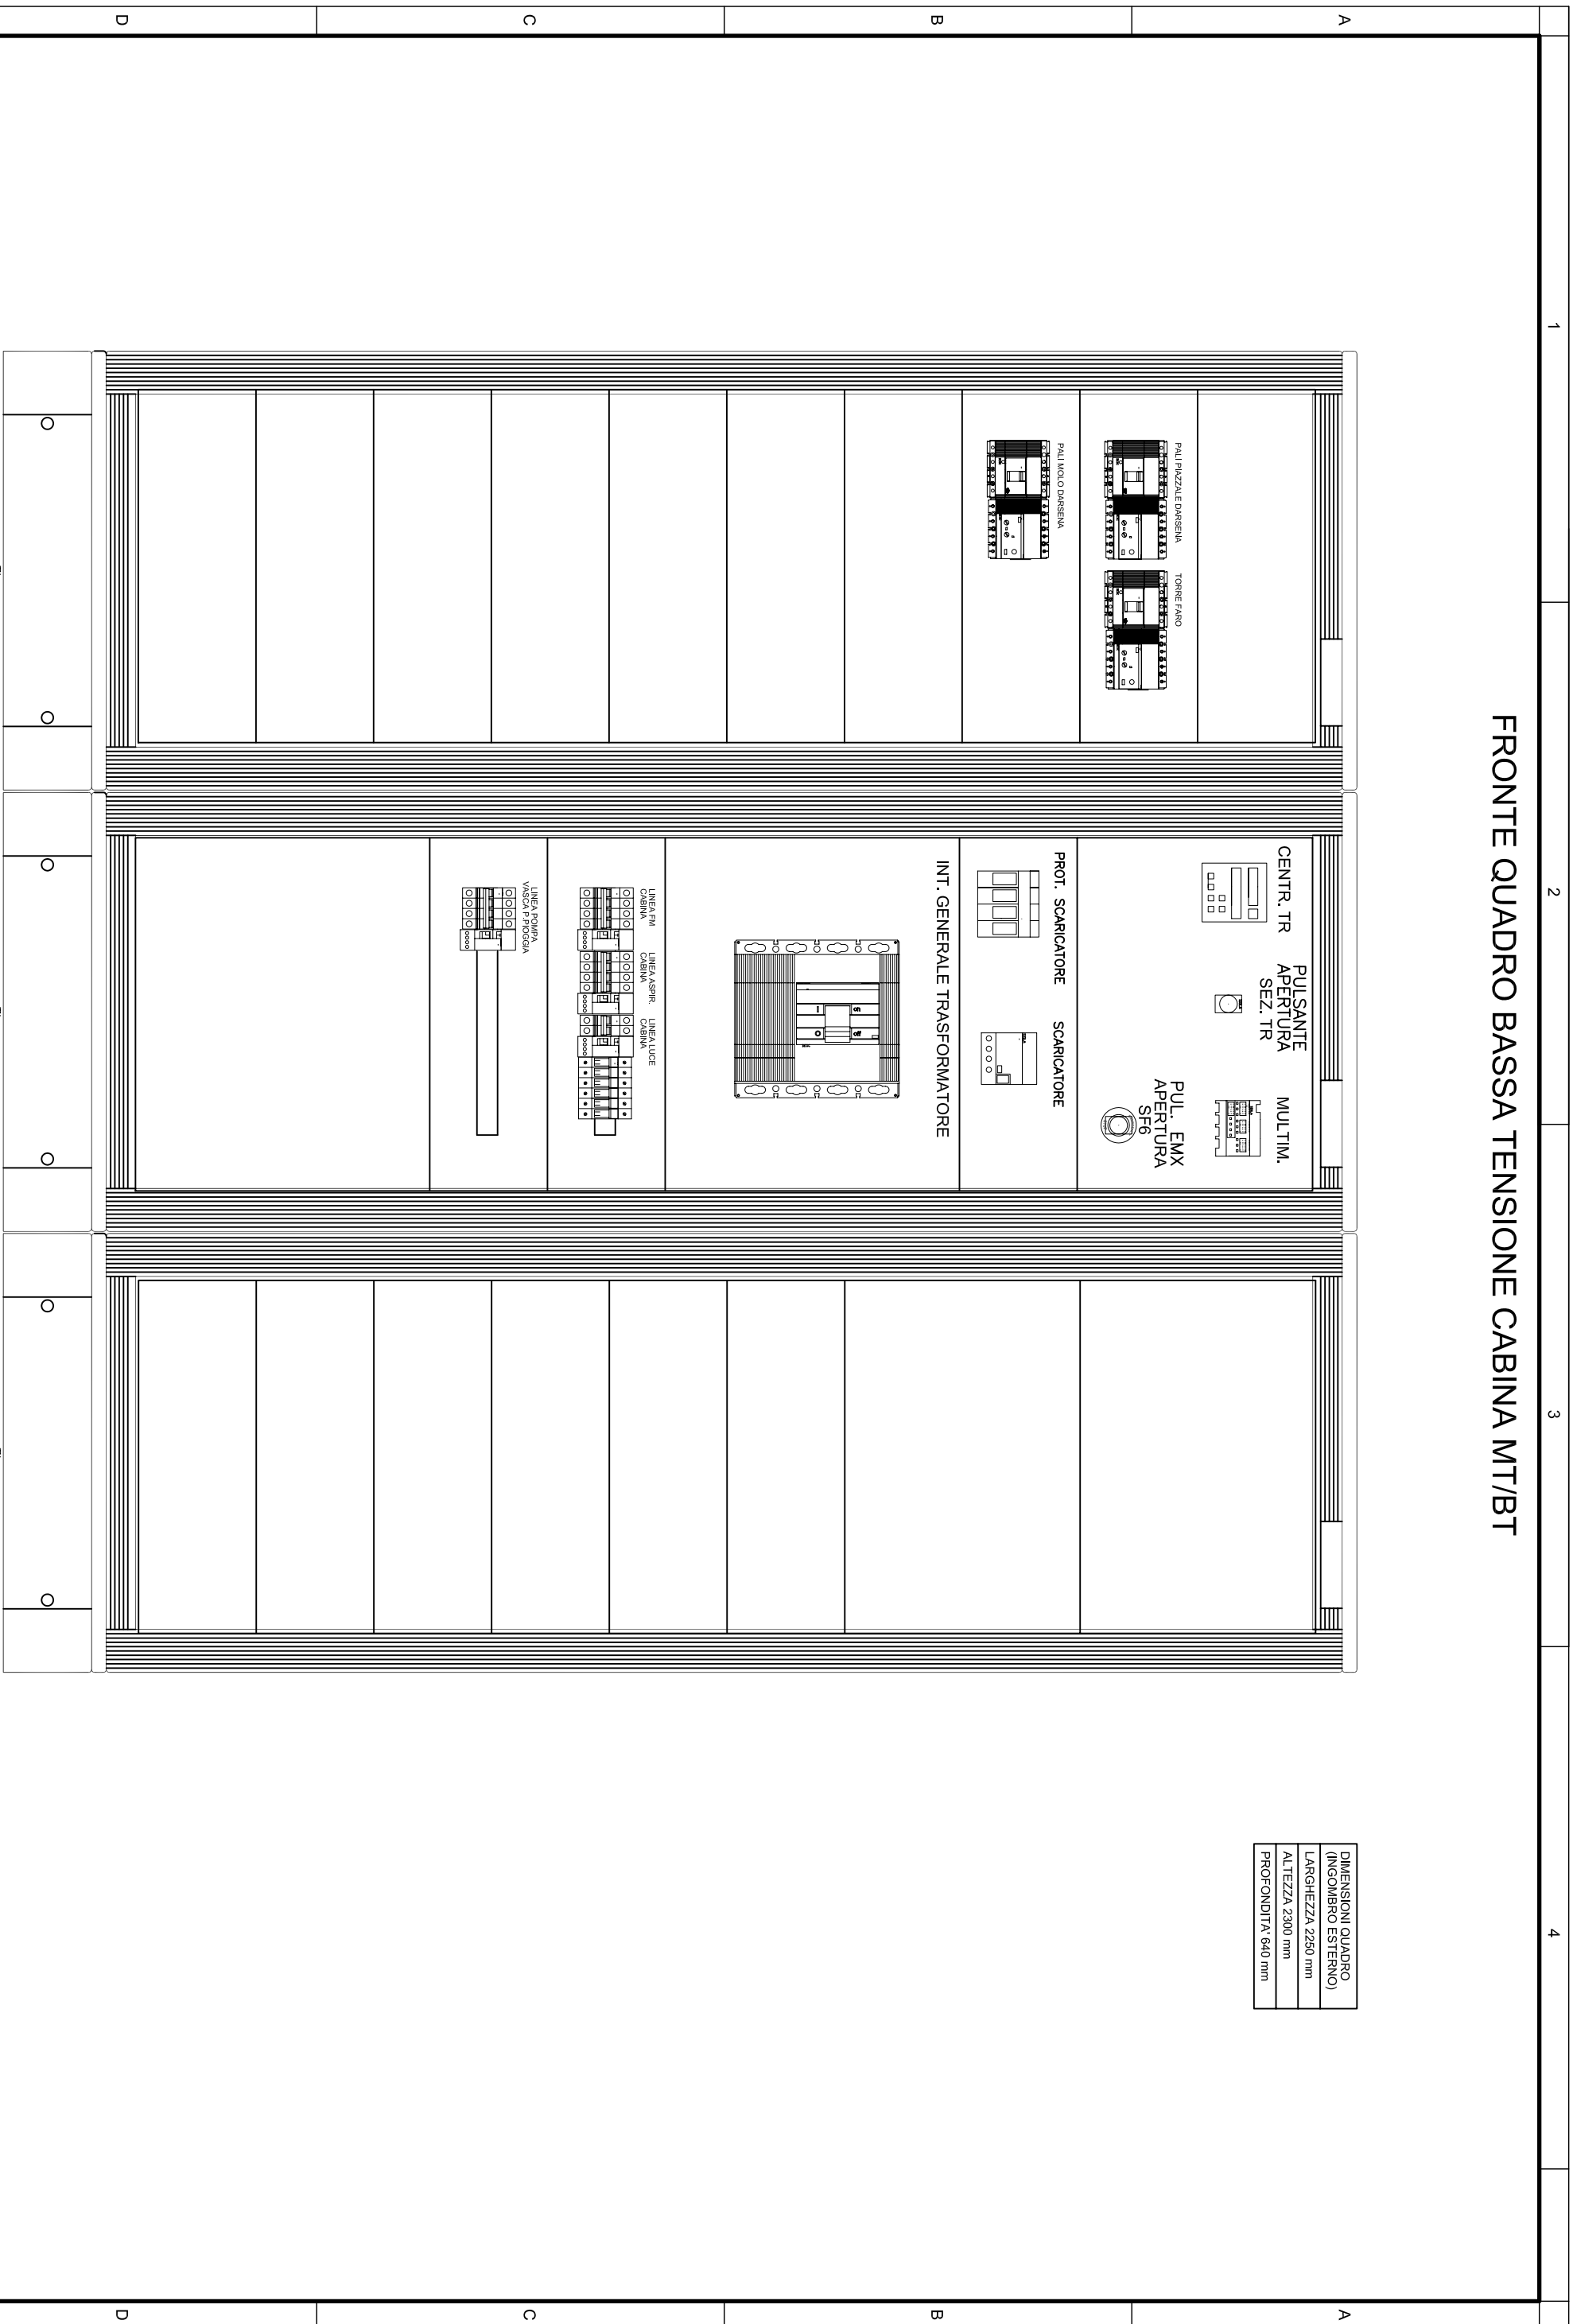 1
2
3
4
A
B
C
D
A
B
C
D
FRONTE QUADRO BASSA TENSIONE CABINA MT/BT
DIMENSIONI QUADRO
(INGOMBRO ESTERNO)
LARGHEZZA 2250 mm
ALTEZZA 2300 mm
PROFONDITA' 640 mm
PALI PIAZZALE DARSENA
TORRE FARO
PALI MOLO DARSENA
CENTR. TR
PULSANTE
APERTURA
SEZ. TR
MULTIM.
PUL. EMX
APERTURA
SF6
PROT. SCARICATORE
SCARICATORE
INT. GENERALE TRASFORMATORE
on
off
LINEA FM
CABINA
LINEA ASPIR.
CABINA
LINEA LUCE
CABINA
LINEA POMPA
VASCA P.PIOGGIA